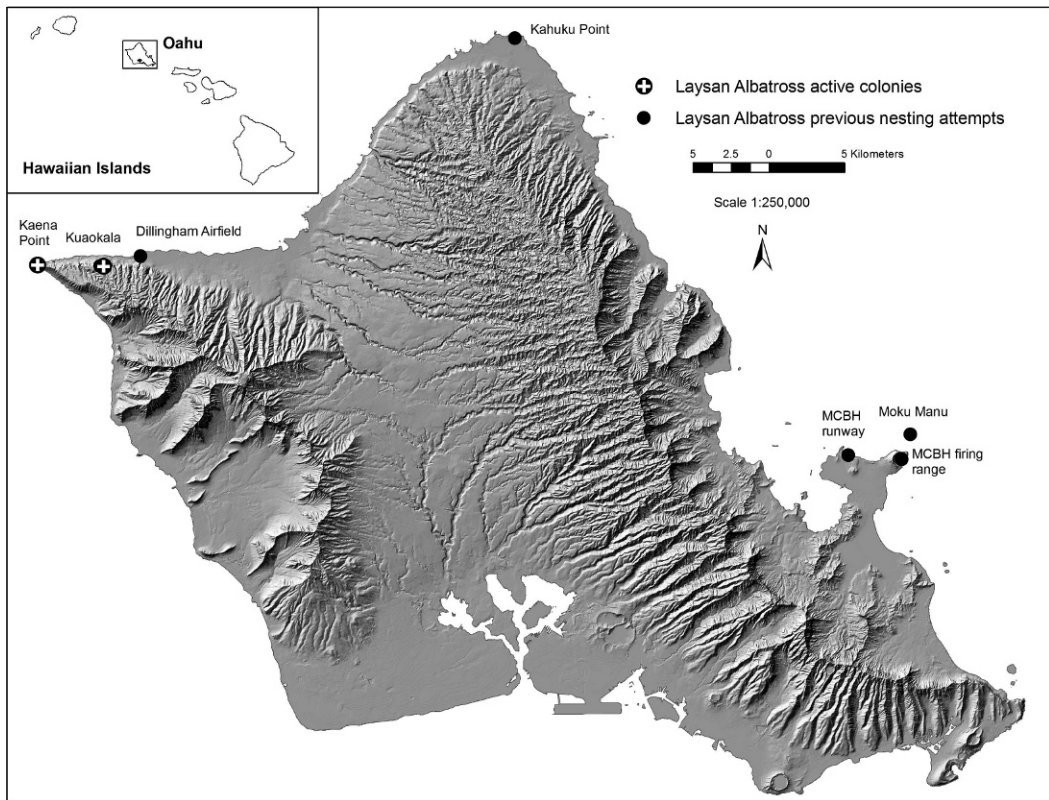 Oahu
Hawaiian Islands
Kahuku Point
Laysan Albatross active colonies
Laysan Albatross previous nesting attempts
5 2.5 0 5 Kilometers
Scale 1:250,000
N
Kaena
Point
Kuaokala
Dillingham Airfield
MCBH
runway
Moku Manu
MCBH firing
range